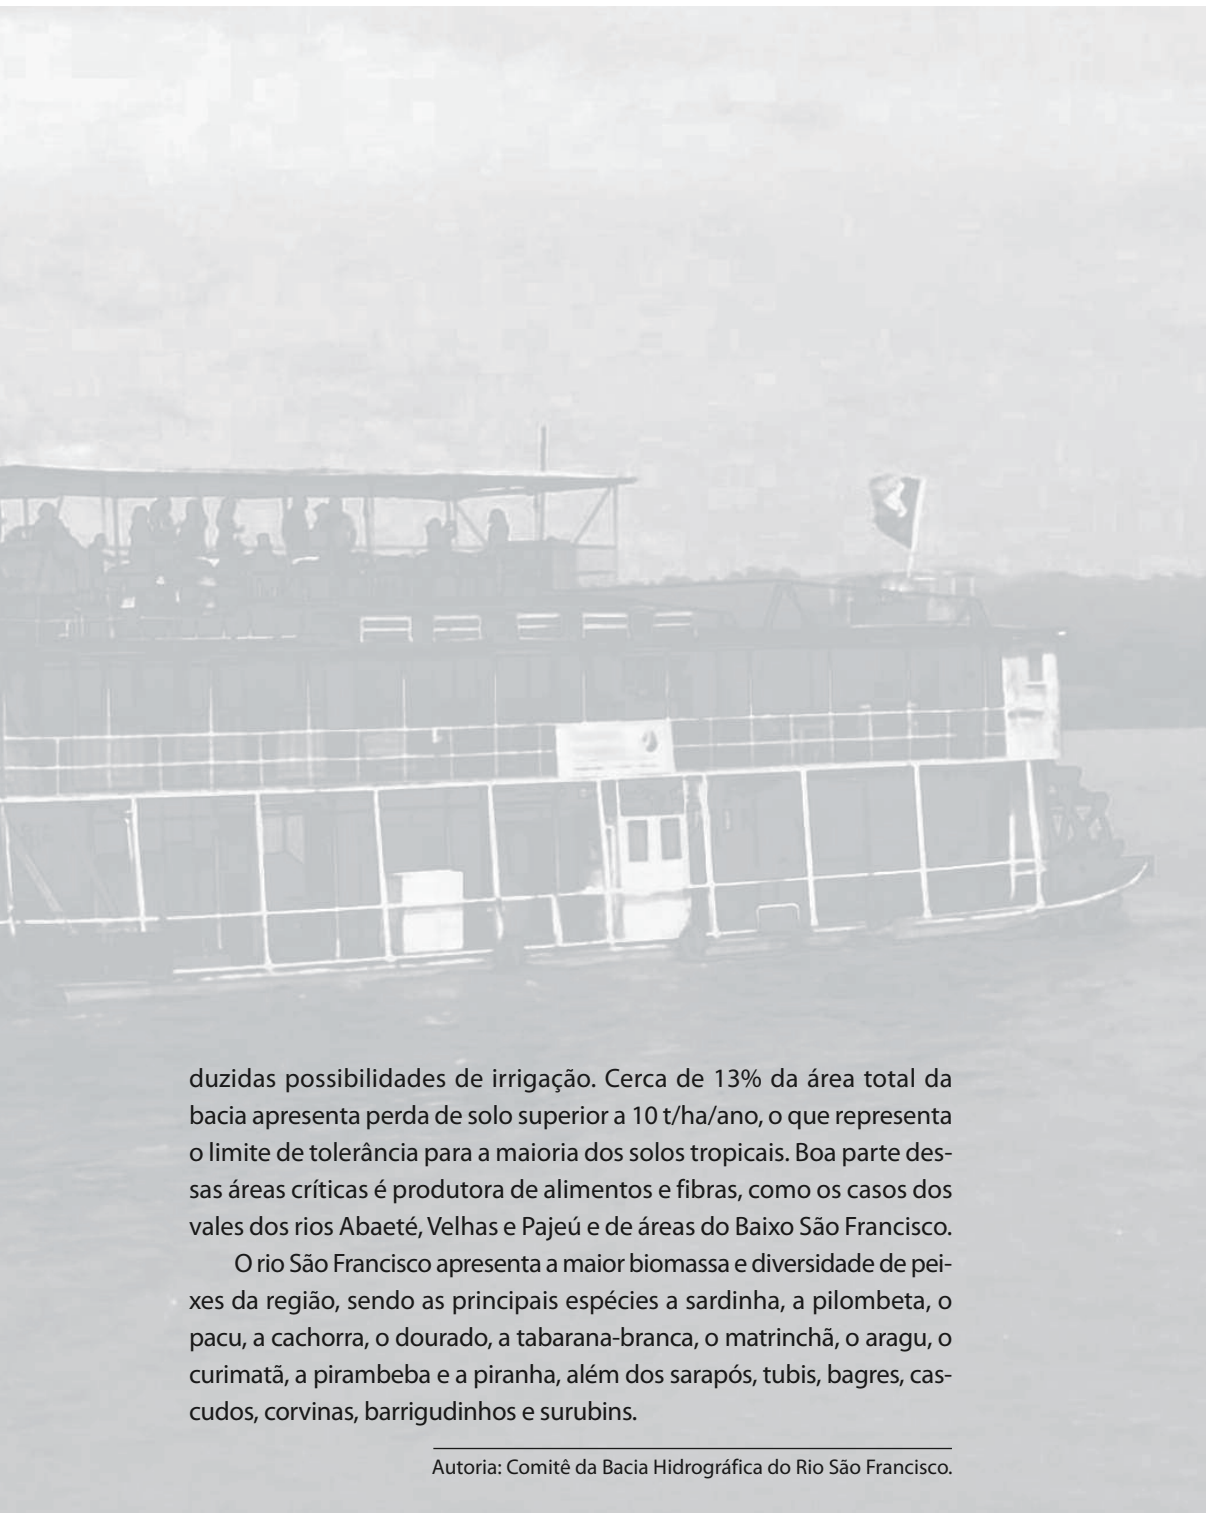 duzidas possibilidades de irrigação. Cerca de 13% da área total da
bacia apresenta perda de solo superior a 10 t/ha/ano, o que representa
o limite de tolerância para a maioria dos solos tropicais. Boa parte des-
sas áreas críticas é produtora de alimentos e fibras, como os casos dos
vales dos rios Abaeté, Velhas e Pajeú e de áreas do Baixo São Francisco.
O rio São Francisco apresenta a maior biomassa e diversidade de pei-
xes da região, sendo as principais espécies a sardinha, a pilombeta, o
pacu, a cachorra, o dourado, a tabarana-branca, o matrinchã, o aragu, o
curimatã, a pirambeba e a piranha, além dos sarapós, tubis, bagres, cas-
cudos, corvinas, barrigudinhos e surubins.
Autoria: Comitê da Bacia Hidrográfica do Rio São Francisco.